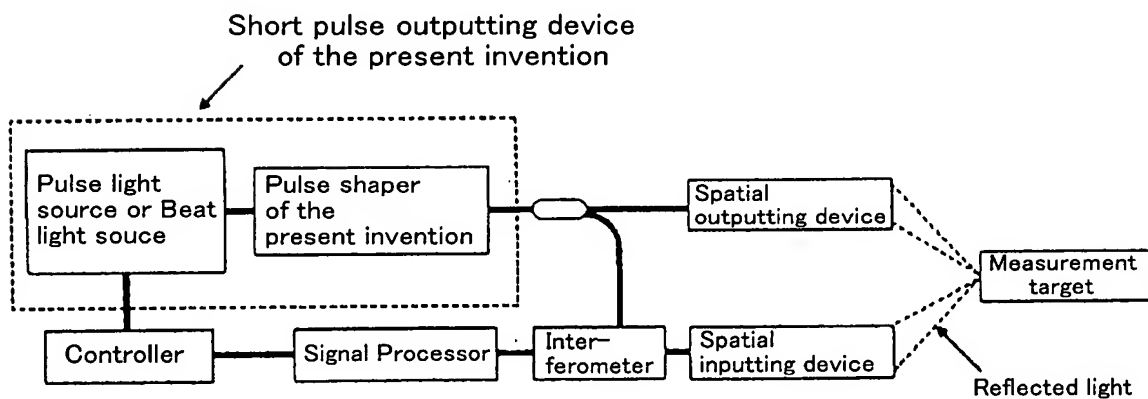 Short pulse outputting device
of the present invention
Pulse light
source or Beat
light souce
Pulse shaper
of the
present invention
Spatial
outputting device
Measurement
target
Controller
Signal Processor
Inter-
ferometer
Spatial
inputting device
Reflected light